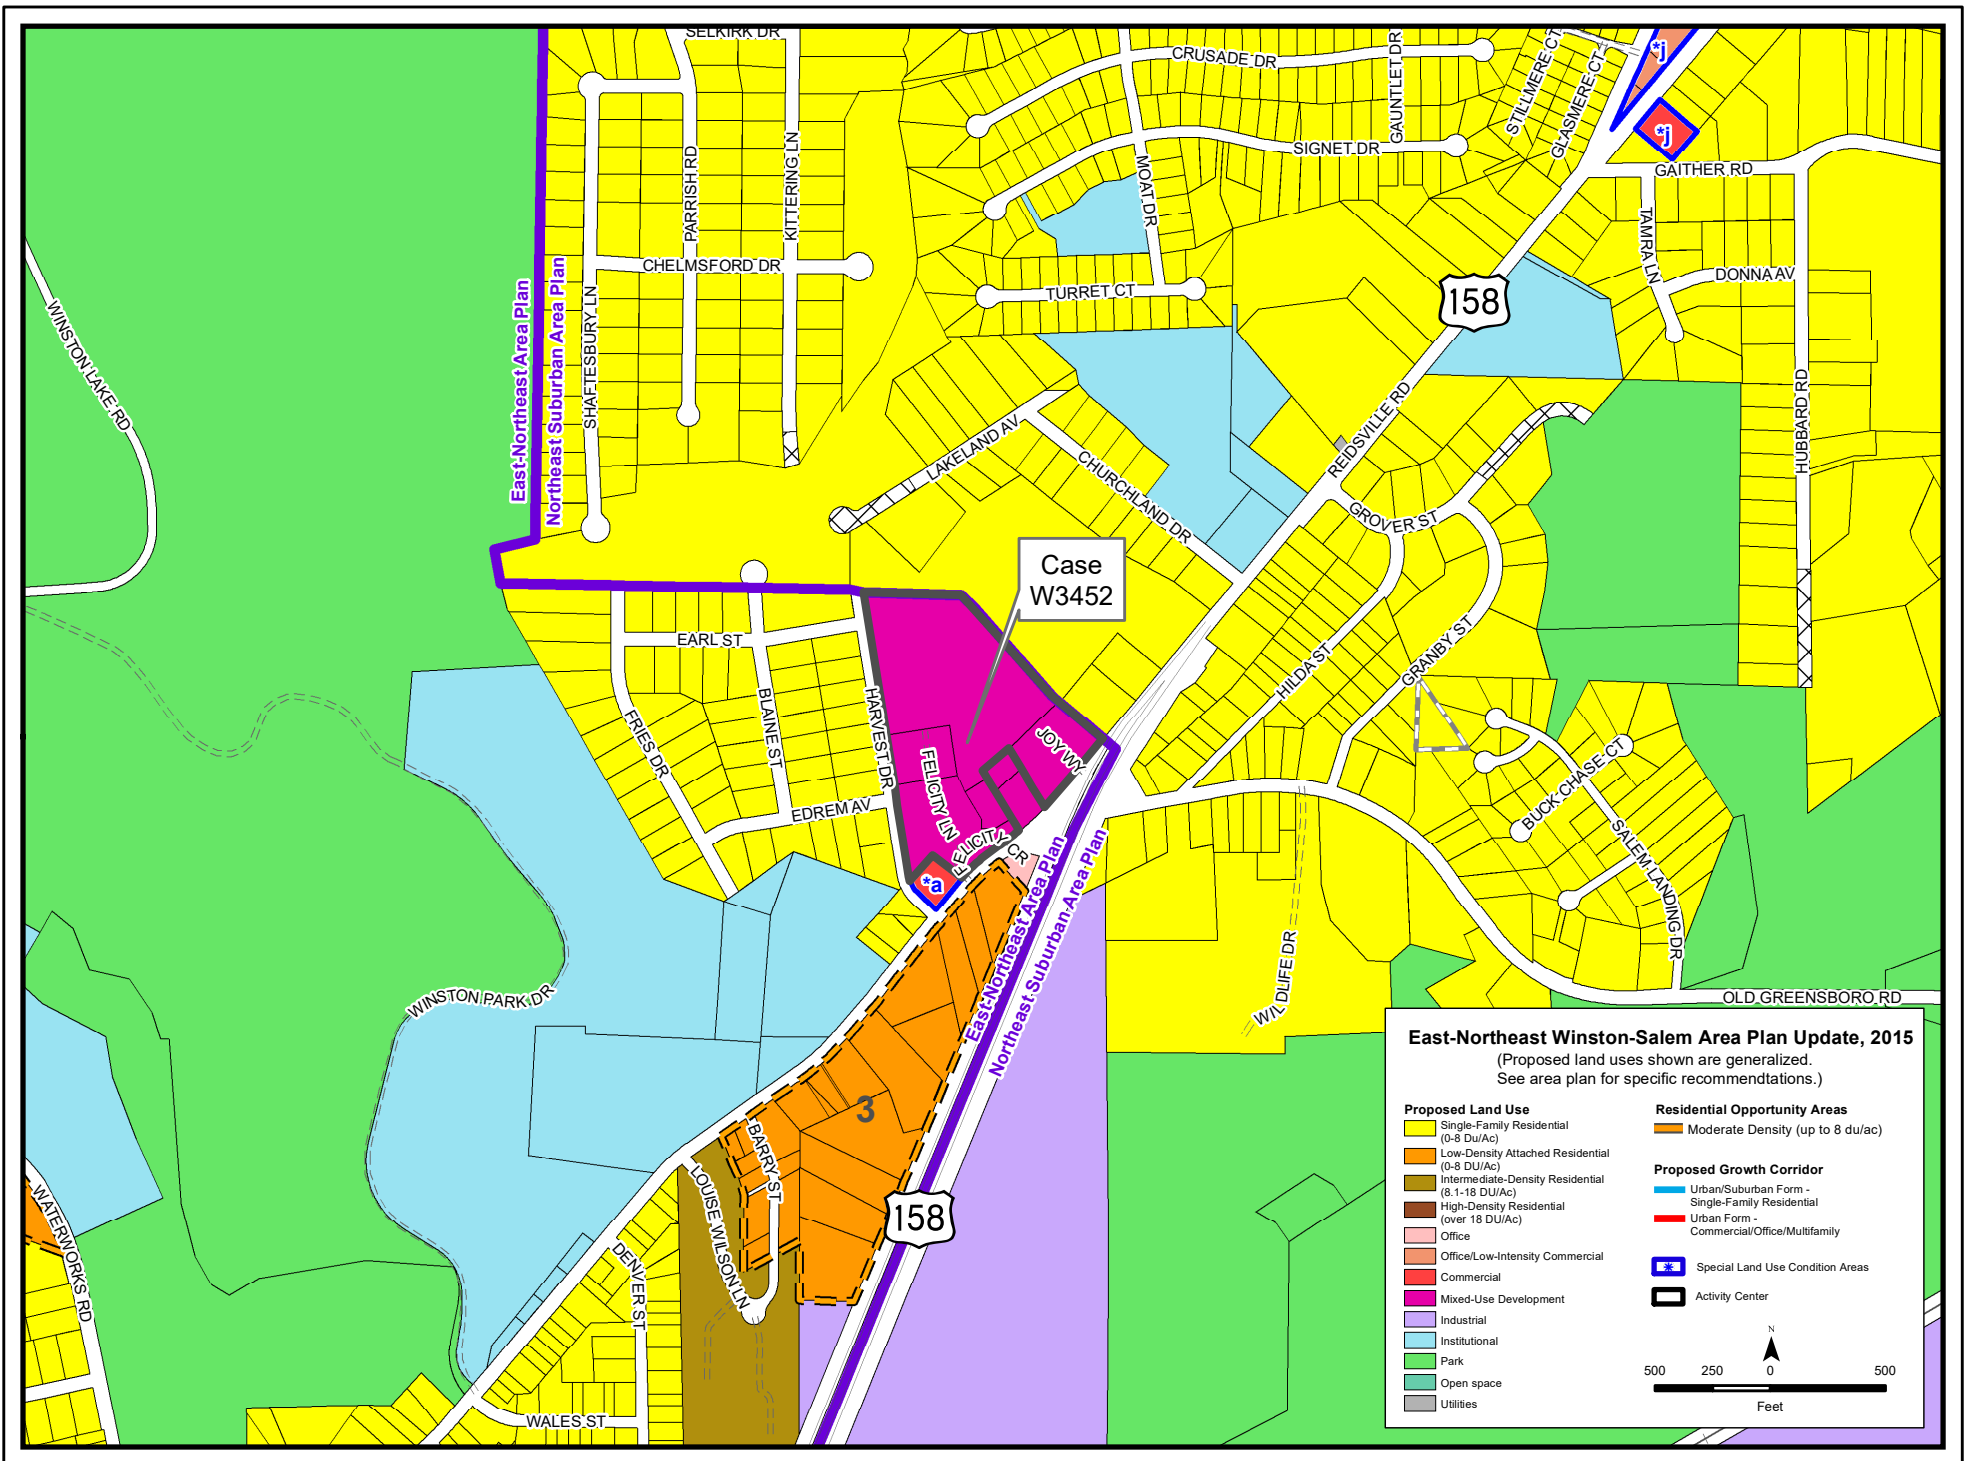 SELKIRK DR
CRUSADE DR
GAUNTLET DR
STILLMERE CT
GLASMERE CT
*j
*j
SIGNET DR
MOAT DR
GAITHER RD
PARRISH RD
KITTERING LN
TAMRA LN
DONNA AV
CHELMSFORD DR
TURRET CT
158
East-Northeast Area Plan
Northeast Suburban Area Plan
SHAFTESBURY LN
WINSTON LAKE RD
HUBBARD RD
REIDSVILLE RD
LAKELAND AV
CHURCHLAND DR
GROVER ST
Case
W3452
EARL ST
HILDA ST
GRANBY ST
FRIES DR
BLAINE ST
HARVEST DR
JOY WY
FELICITY LN
BUCK CHASE CT
EDREM AV
FELICITY CR
SALEM LANDING DR
*a
East-Northeast Area Plan
Northeast Suburban Area Plan
WILDLIFE DR
WINSTON PARK DR
OLD GREENSBORO RD
3
BARRY ST
LOUISE WILSON LN
158
WATERWORKS RD
DENVER ST
WALES ST
East-Northeast Winston-Salem Area Plan Update, 2015
(Proposed land uses shown are generalized.
See area plan for specific recommendtations.)
Proposed Land Use
Single-Family Residential
(0-8 Du/Ac)
Low-Density Attached Residential
(0-8 DU/Ac)
Intermediate-Density Residential
(8.1-18 DU/Ac)
High-Density Residential
(over 18 DU/Ac)
Office
Office/Low-Intensity Commercial
Commercial
Mixed-Use Development
Industrial
Institutional
Park
Open space
Utilities
Residential Opportunity Areas
Moderate Density (up to 8 du/ac)
Proposed Growth Corridor
Urban/Suburban Form -
Single-Family Residential
Urban Form -
Commercial/Office/Multifamily
*
Special Land Use Condition Areas
Activity Center
N
500 250 0 500
Feet